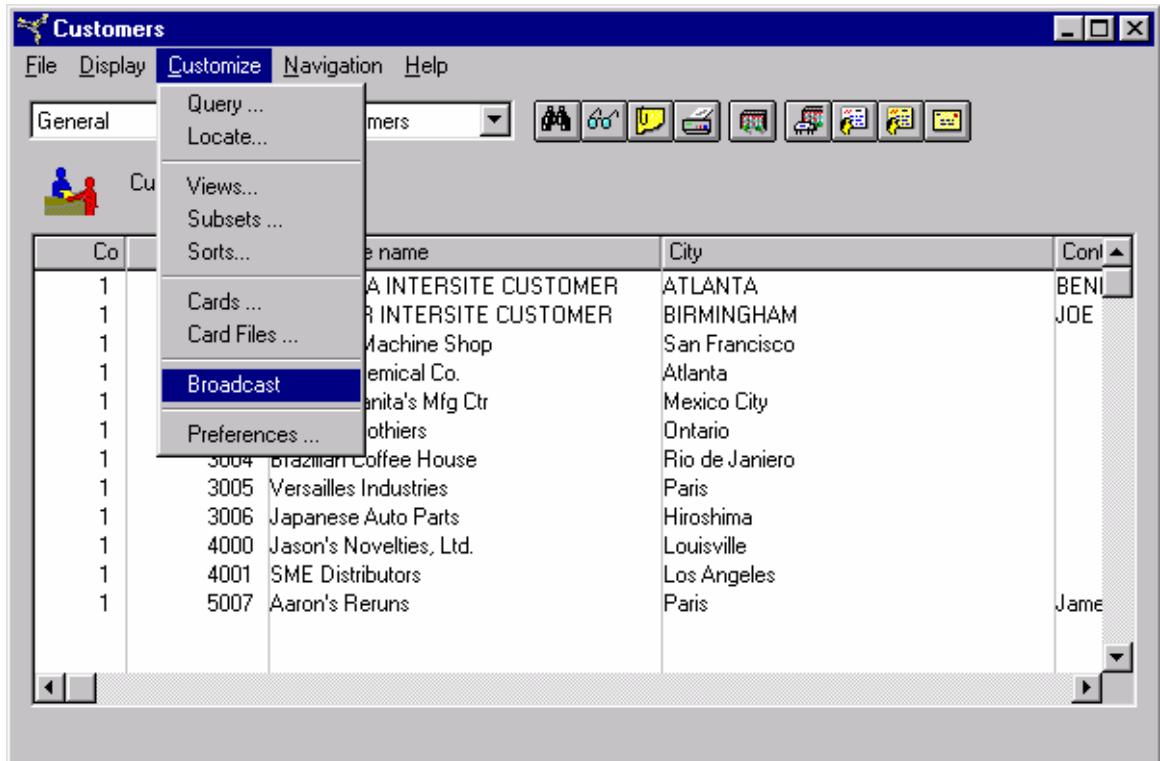 Customers
File Display Customize Navigation Help
General mers
Query ...
Locate...
Cu
Views...
Subsets ...
Sorts...
Cards ...
Card Files ...
Broadcast
Preferences ...
Co e name City Cont
1 A INTERSITE CUSTOMER ATLANTA BENI
1 R INTERSITE CUSTOMER BIRMINGHAM JOE
1 Machine Shop San Francisco
1 emical Co. Atlanta
1 anita's Mfg Ctr Mexico City
1 othiers Ontario
1 3004 Brazilian Coffee House Rio de Janiero
1 3005 Versailles Industries Paris
1 3006 Japanese Auto Parts Hiroshima
1 4000 Jason's Novelties, Ltd. Louisville
1 4001 SME Distributors Los Angeles
1 5007 Aaron's Reruns Paris Jame